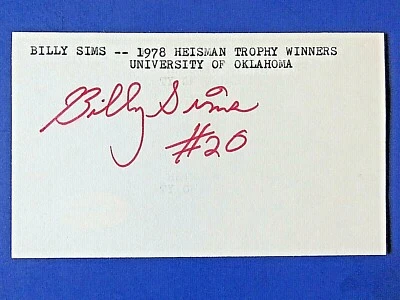 BILLY SIMS -- 1978 HEISMAN TROPHY WINNERS
UNIVERSITY OF OKLAHOMA
Billy Sims
#20